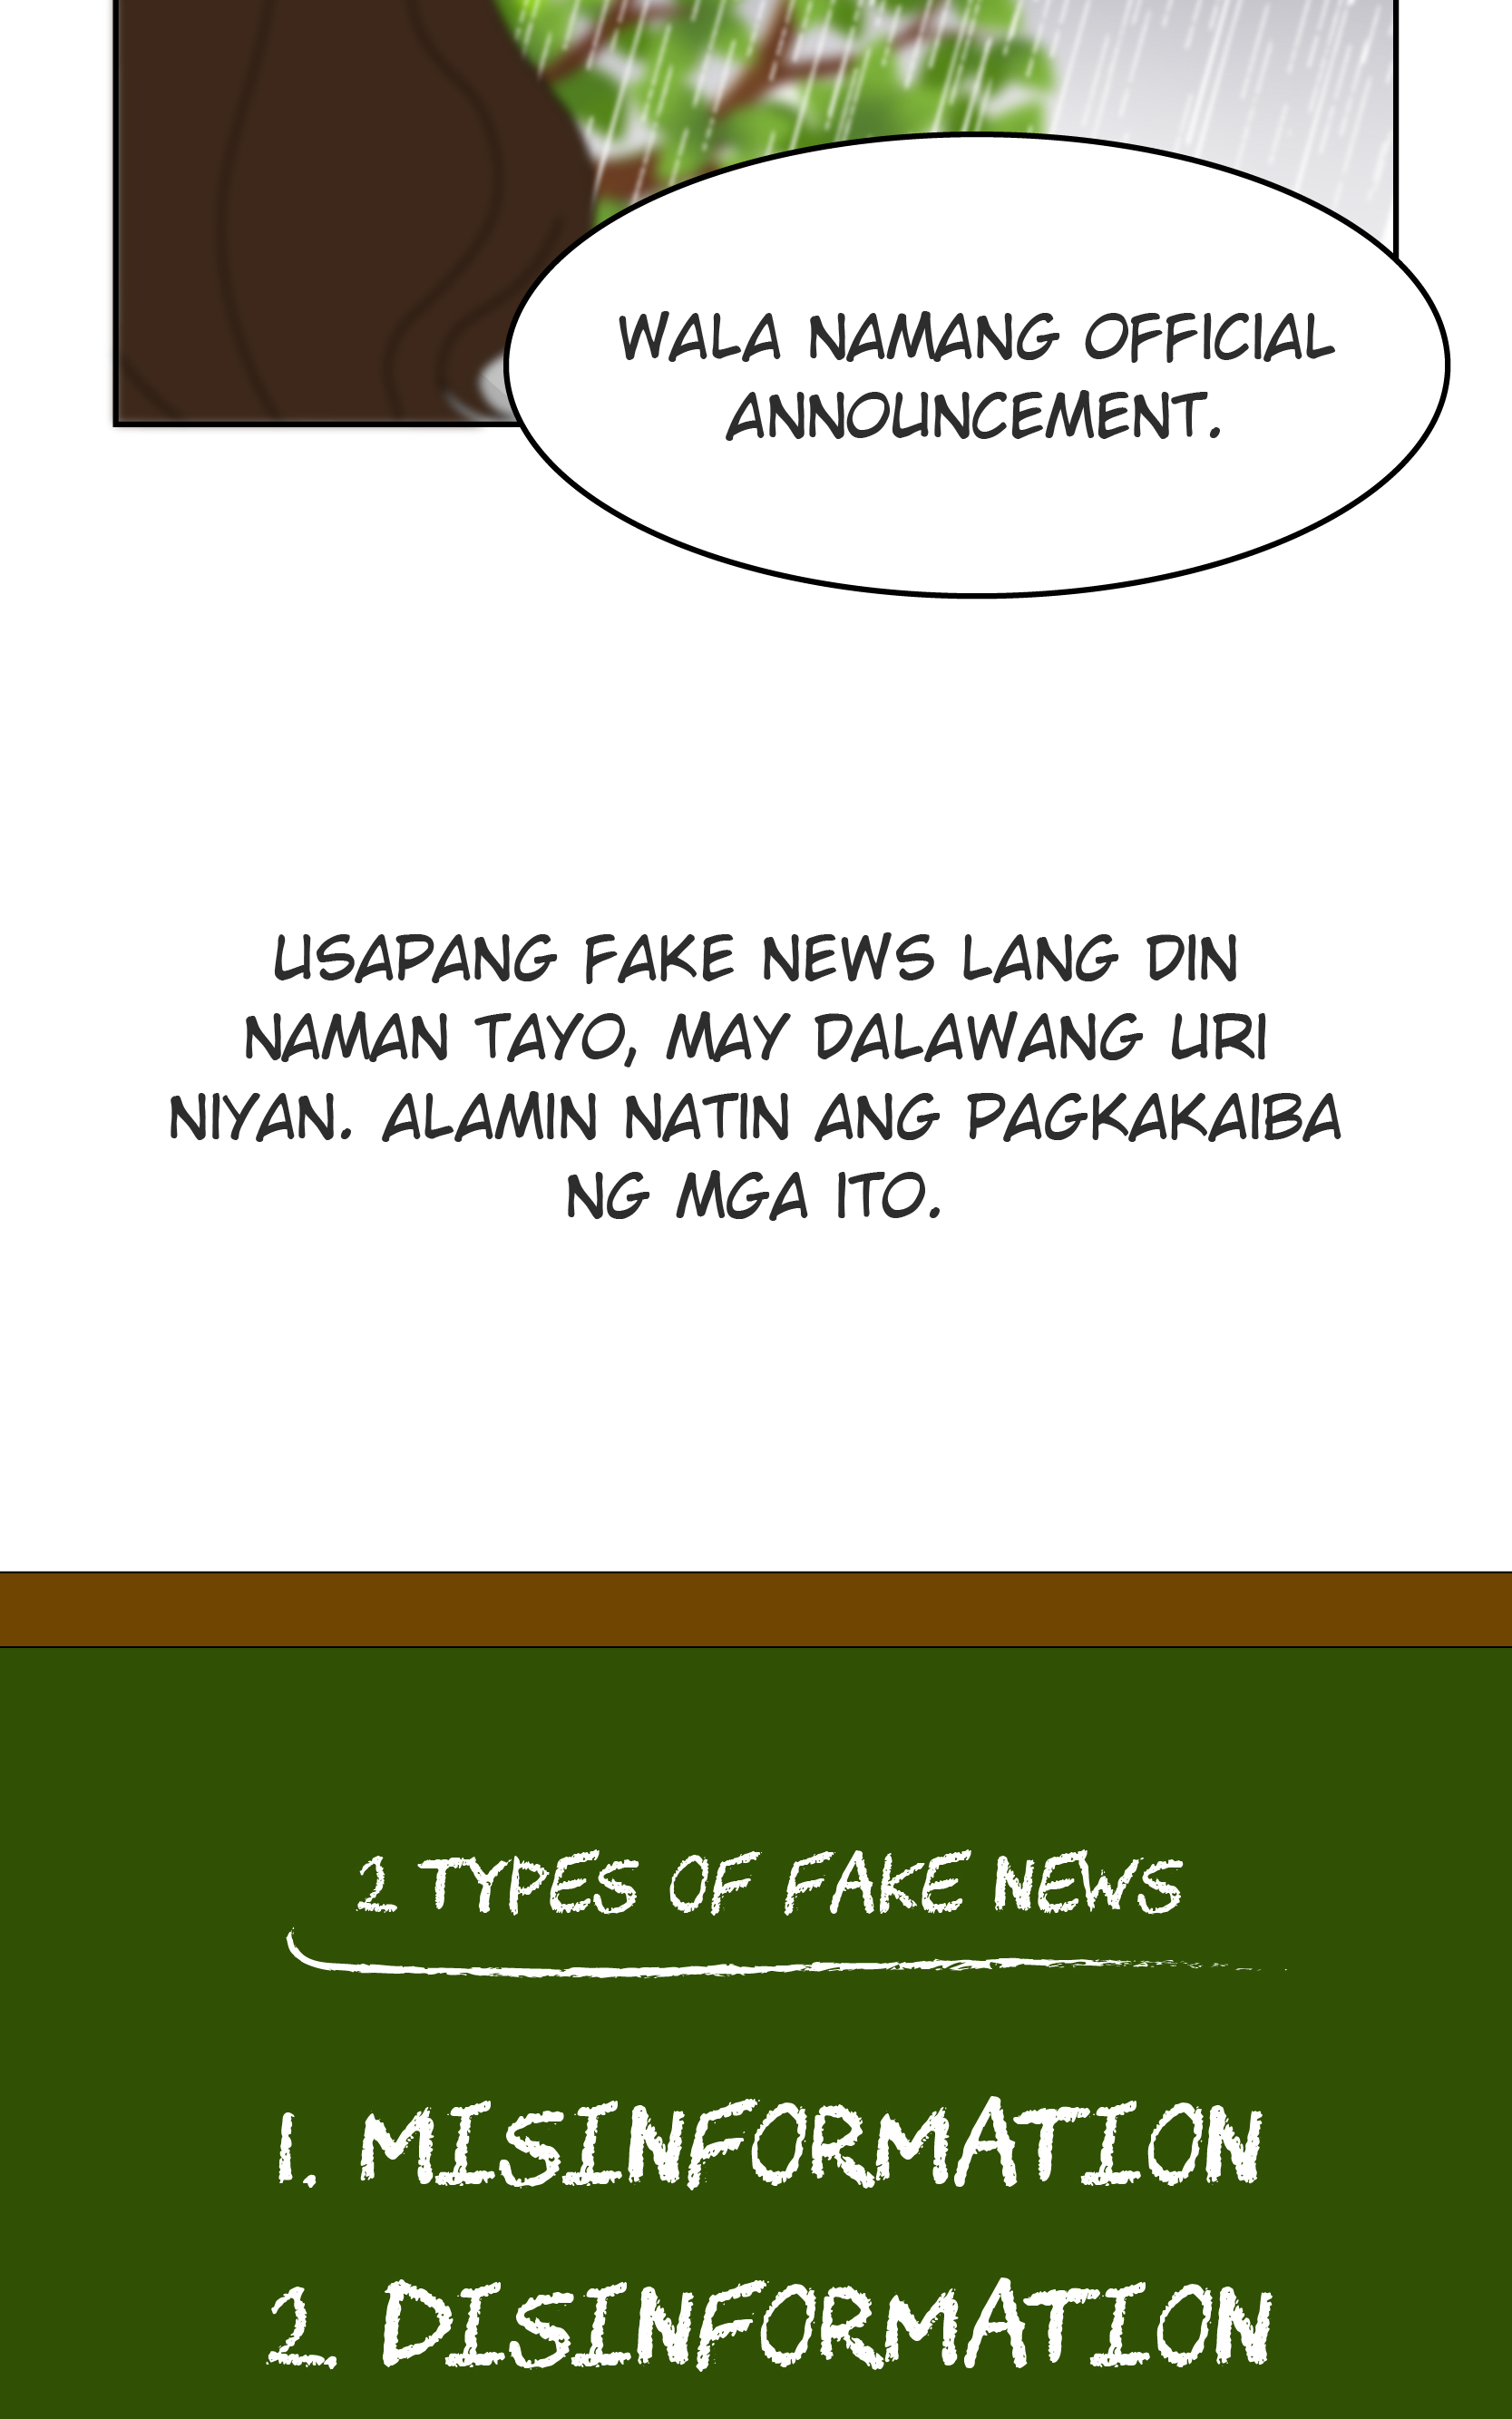 WALA NAMANG OFFICIAL
ANNOUNCEMENT.
USAPANG FAKE NEWS LANG DIN
NAMAN TAYO, MAY DALAWANG URI
NIYAN. ALAMIN NATIN ANG PAGKAKAIBA
NG MGA ITO.
2 TYPES OF FAKE NEWS
1. MISINFORMATION
2. DISINFORMATION